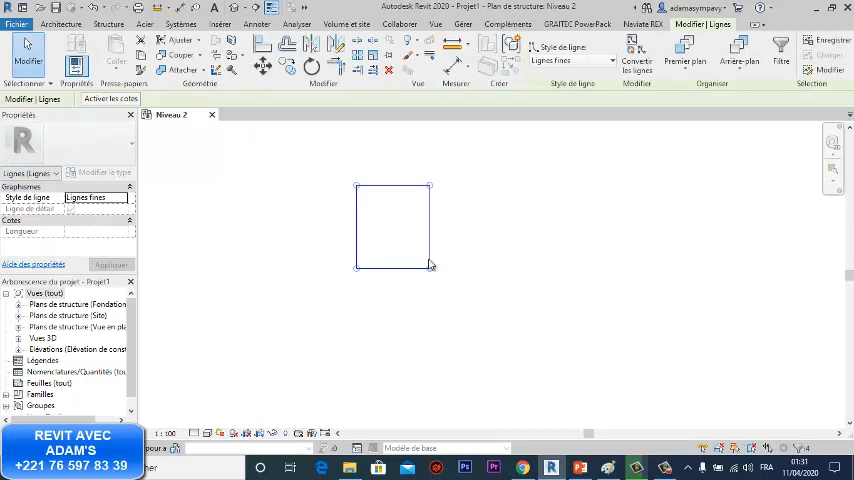 Autodesk Revit 2020 - Projet1 - Plan de structure: Niveau 2
adamasympavy
Fichier Architecture Structure Acier Systèmes Insérer Annoter Analyser Volume et site Collaborer Vue Gérer Compléments GRAITEC PowerPack Naviate REX Modifier | Lignes
Modifier
Coller
Ajuster
Couper
Attacher
Style de ligne :
Lignes fines
Convertir
les lignes
Premier plan
Arrière-plan
Filtre
Enregistrer
Charger
Modifier
Sélectionner
Propriétés
Presse-papiers
Géométrie
Modifier
Créer
Style de ligne
Modifier
Organiser
Sélection
Modifier | Lignes
Activer les cotes
Propriétés
Niveau 2
Lignes (Lignes
Modifier le type
Graphismes
Style de ligne
Lignes fines
Ligne de détail
Cotes
Longueur
Aide des propriétés
Appliquer
Arborescence du projet - Projet1
Vues (tout)
Plans de structure (Fondation
Plans de structure (Site)
Plans de structure (Vue en pla
Vues 3D
Elévations (Elévation de const
Légendes
Nomenclatures/Quantités (tou
Feuilles (tout)
Familles
Groupes
1 : 100
pour a
:0
Modèle de base
:4
REVIT AVEC
ADAM'S
+221 76 597 83 39
cher
FRA
01:31
11/04/2020